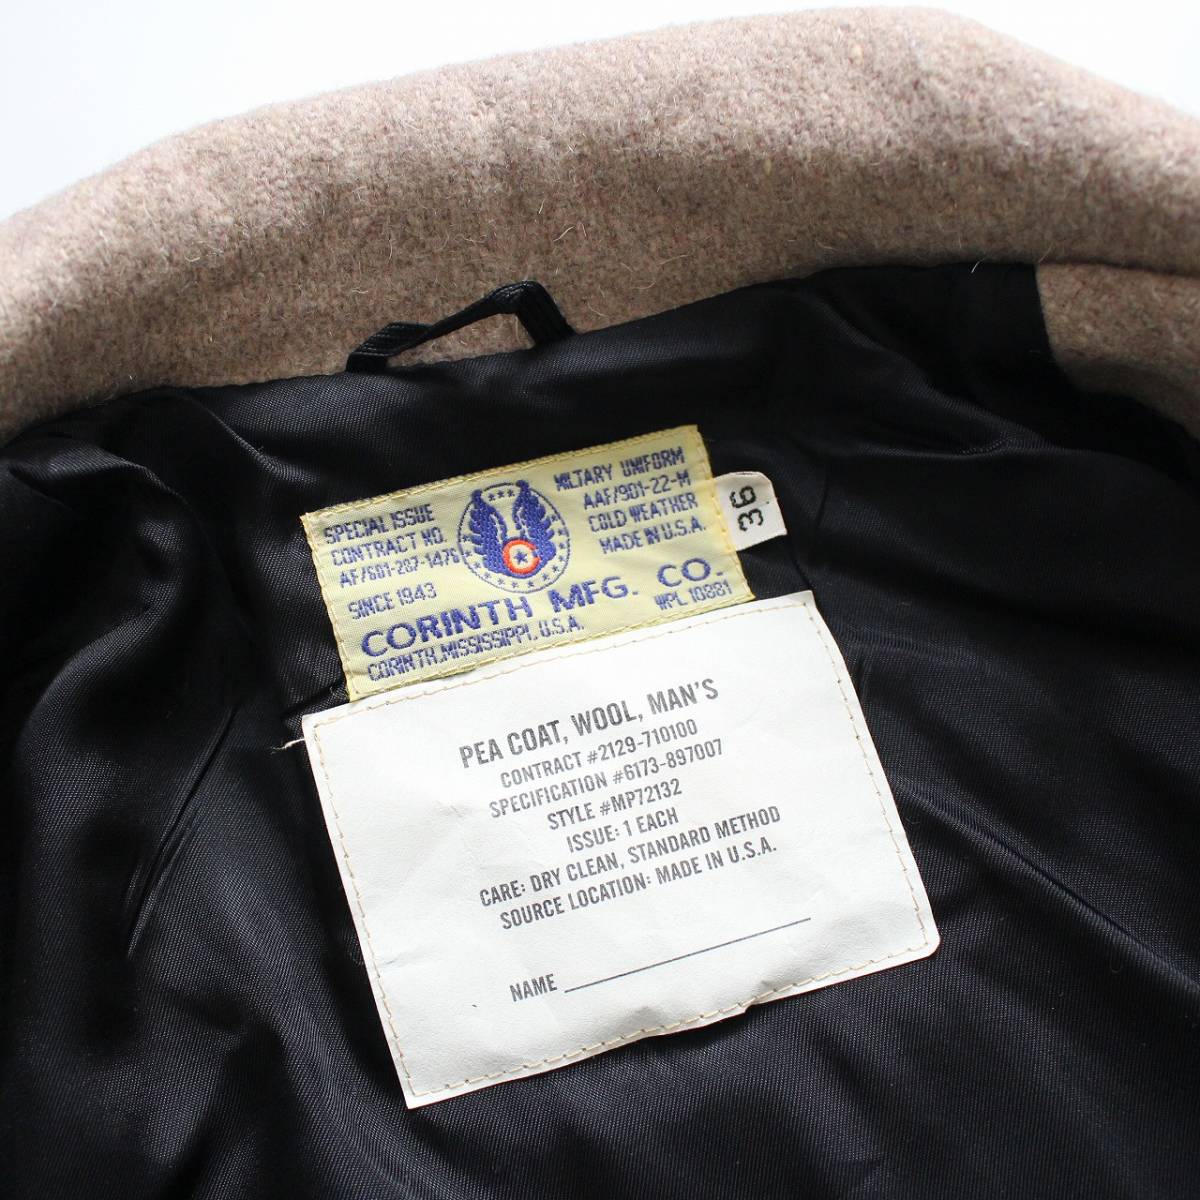 SPECIAL ISSUE
CONTRACT NO.
AF/601-287-1476
SINCE 1943
MILTARY UNIFORM
AAF/901-22-M
COLD WEATHER
MADE IN U.S.A.
C
CORINTH MFG. CO.
CORINTH,MISSISSIPPI, U.S.A.
WPL 10881
36
PEA COAT, WOOL, MAN'S
CONTRACT #2129-710100
SPECIFICATION #6173-897007
STYLE #MP72132
ISSUE: 1 EACH
CARE: DRY CLEAN, STANDARD METHOD
SOURCE LOCATION: MADE IN U.S.A.
NAME